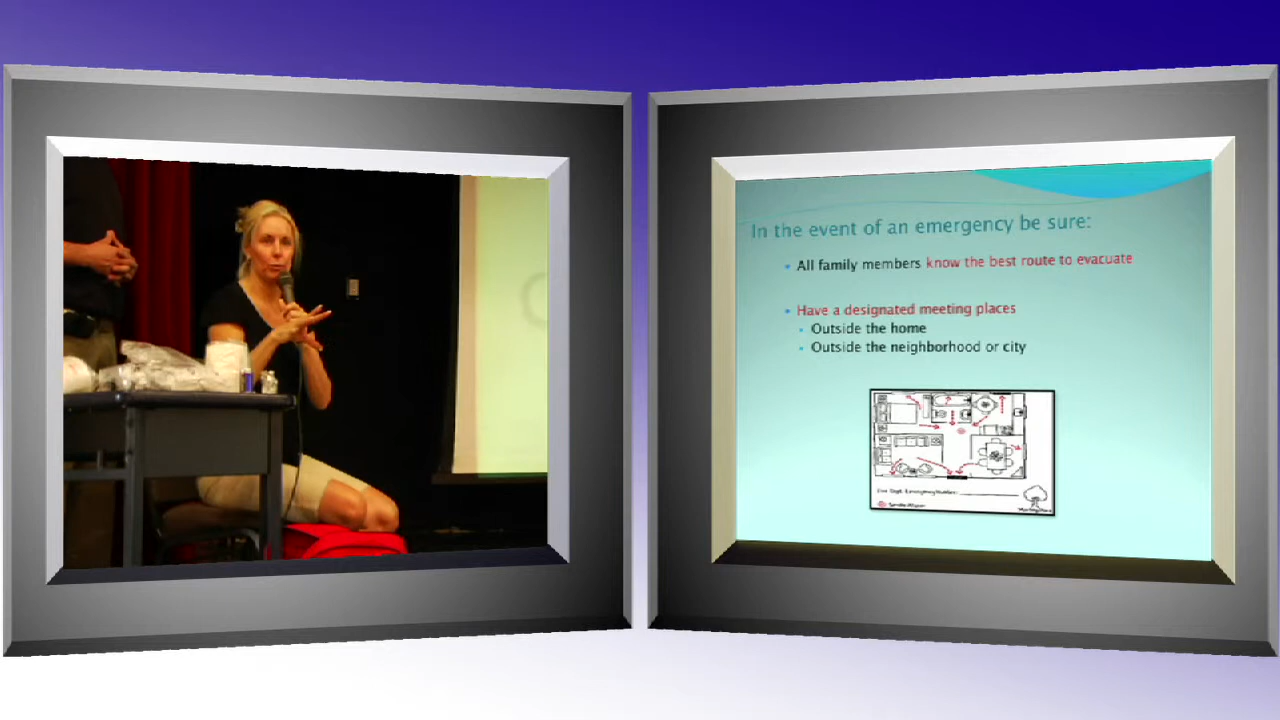 In the event of an emergency be sure:
All family members know the best route to evacuate
Have a designated meeting places
Outside the home
Outside the neighborhood or city